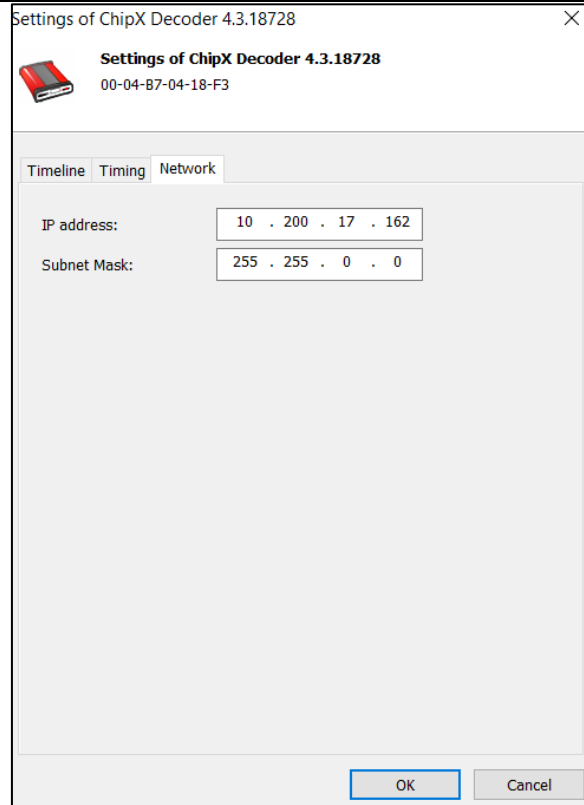 Settings of ChipX Decoder 4.3.18728
Settings of ChipX Decoder 4.3.18728
00-04-B7-04-18-F3
Timeline Timing Network
IP address: 10 . 200 . 17 . 162
Subnet Mask: 255 . 255 . 0 . 0
OK Cancel